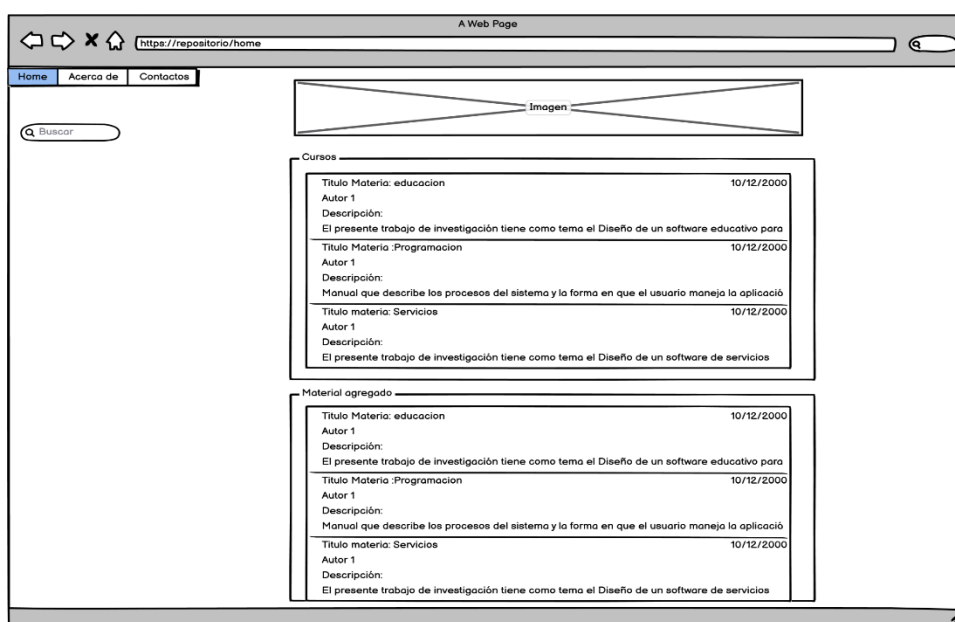 A Web Page
https://repositorio/home
Home Acerca de Contactos
Imagen
Buscar
Cursos
Titulo Materia: educacion 10/12/2000
Autor 1
Descripción:
El presente trabajo de investigación tiene como tema el Diseño de un software educativo para
Titulo Materia :Programacion 10/12/2000
Autor 1
Descripción:
Manual que describe los procesos del sistema y la forma en que el usuario maneja la aplicació
Titulo materia: Servicios 10/12/2000
Autor 1
Descripción:
El presente trabajo de investigación tiene como tema el Diseño de un software de servicios
Material agregado
Titulo Materia: educacion 10/12/2000
Autor 1
Descripción:
El presente trabajo de investigación tiene como tema el Diseño de un software educativo para
Titulo Materia :Programacion 10/12/2000
Autor 1
Descripción:
Manual que describe los procesos del sistema y la forma en que el usuario maneja la aplicació
Titulo materia: Servicios 10/12/2000
Autor 1
Descripción:
El presente trabajo de investigación tiene como tema el Diseño de un software de servicios